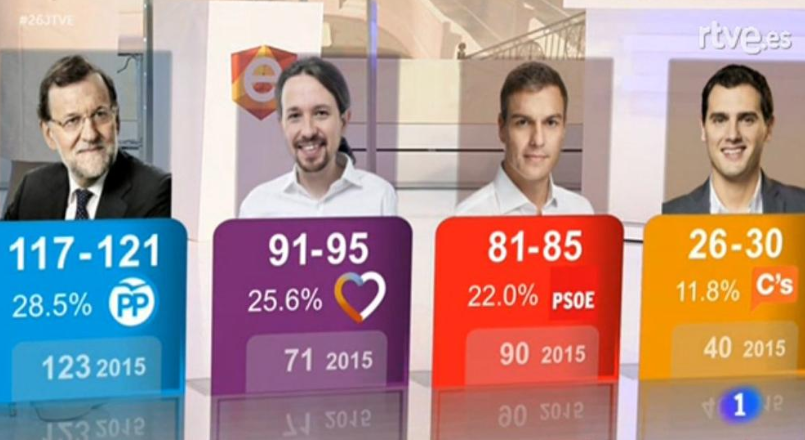 #26JTVE
rtve.es
e
117-121
28.5% PP
123 2015
91-95
25.6%
71 2015
81-85
22.0% PSOE
90 2015
26-30
11.8% C's
40 2015
1